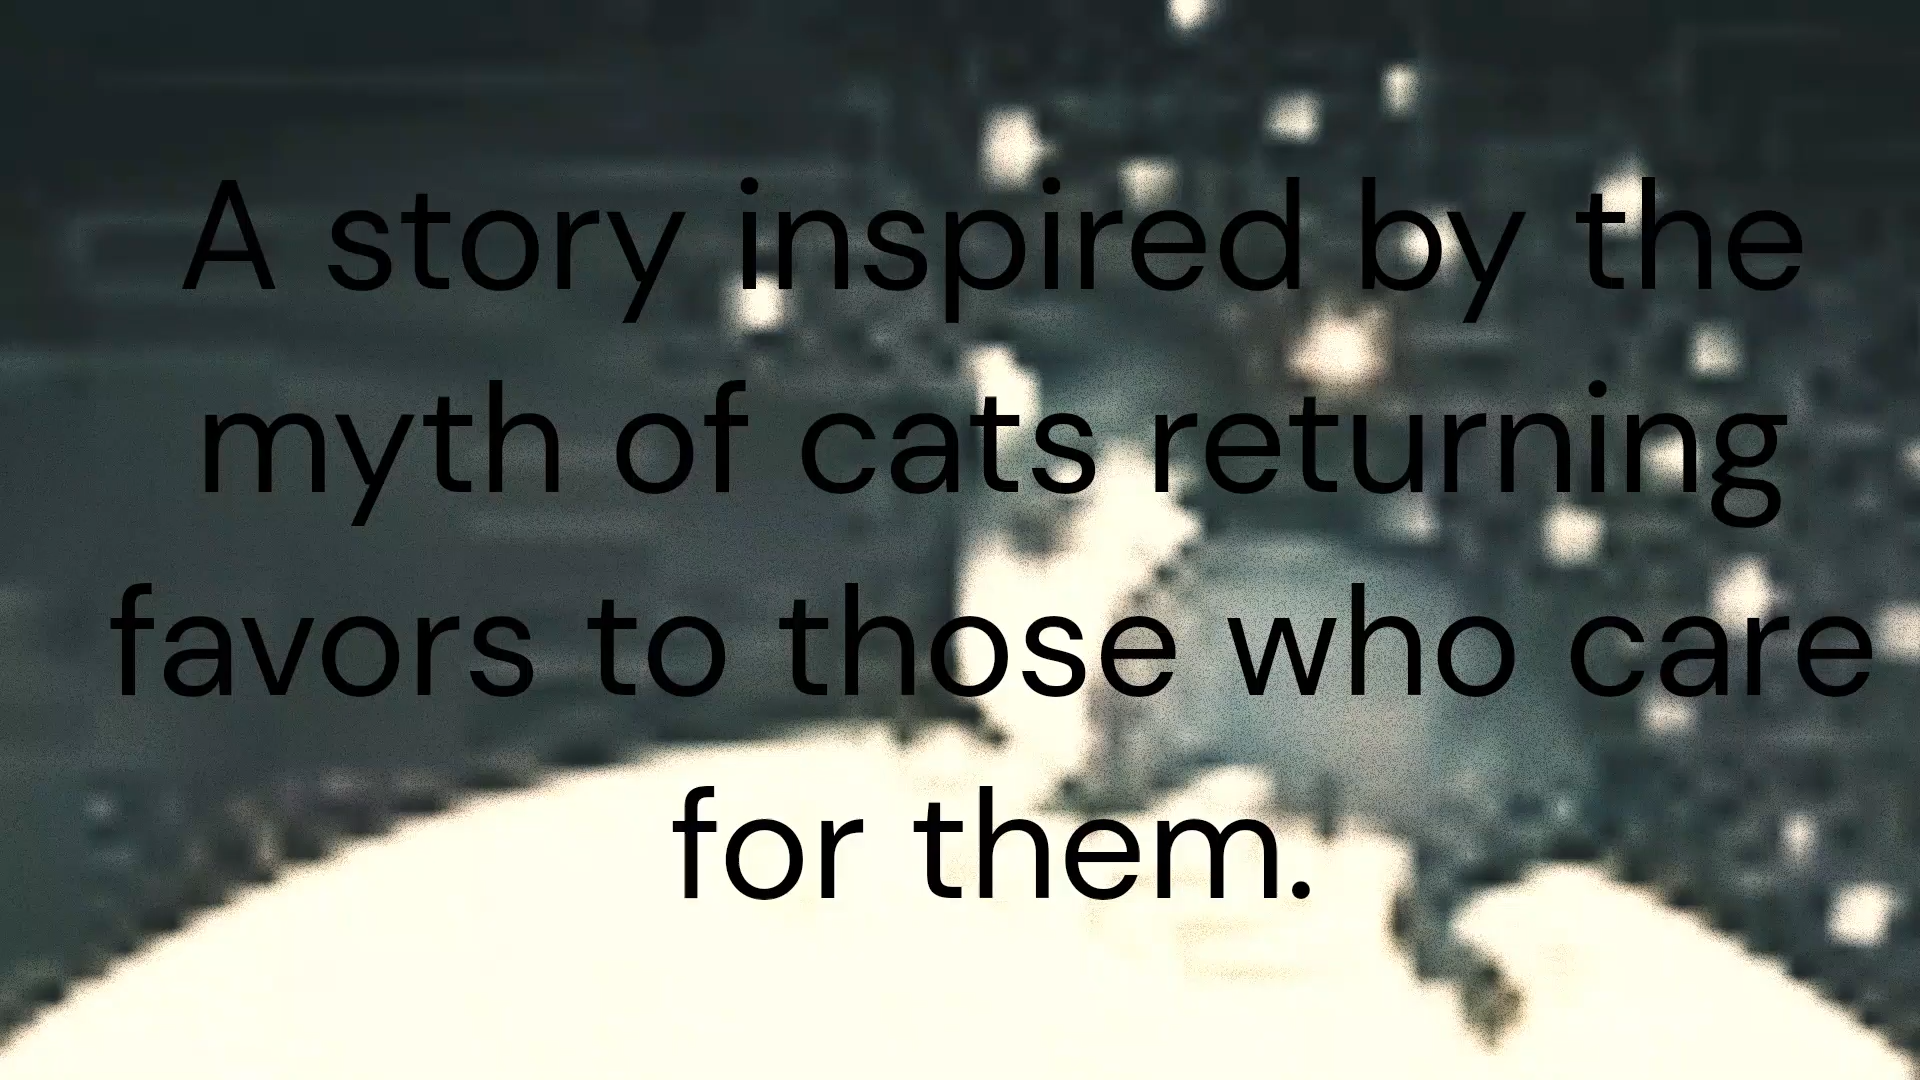 A story inspired by the
myth of cats returning
favors to those who care
for them.